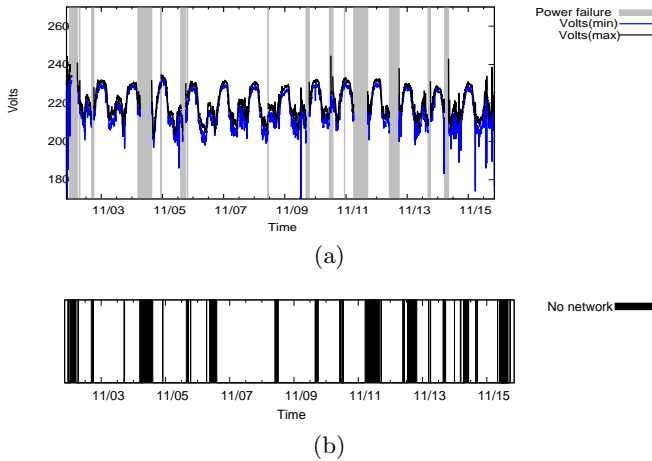 Power failure
Volts(min)
Volts(max)
260
240
220
200
180
Volts
11/03 11/05 11/07 11/09 11/11 11/13 11/15
Time
(a)
No network
11/03 11/05 11/07 11/09 11/11 11/13 11/15
Time
(b)